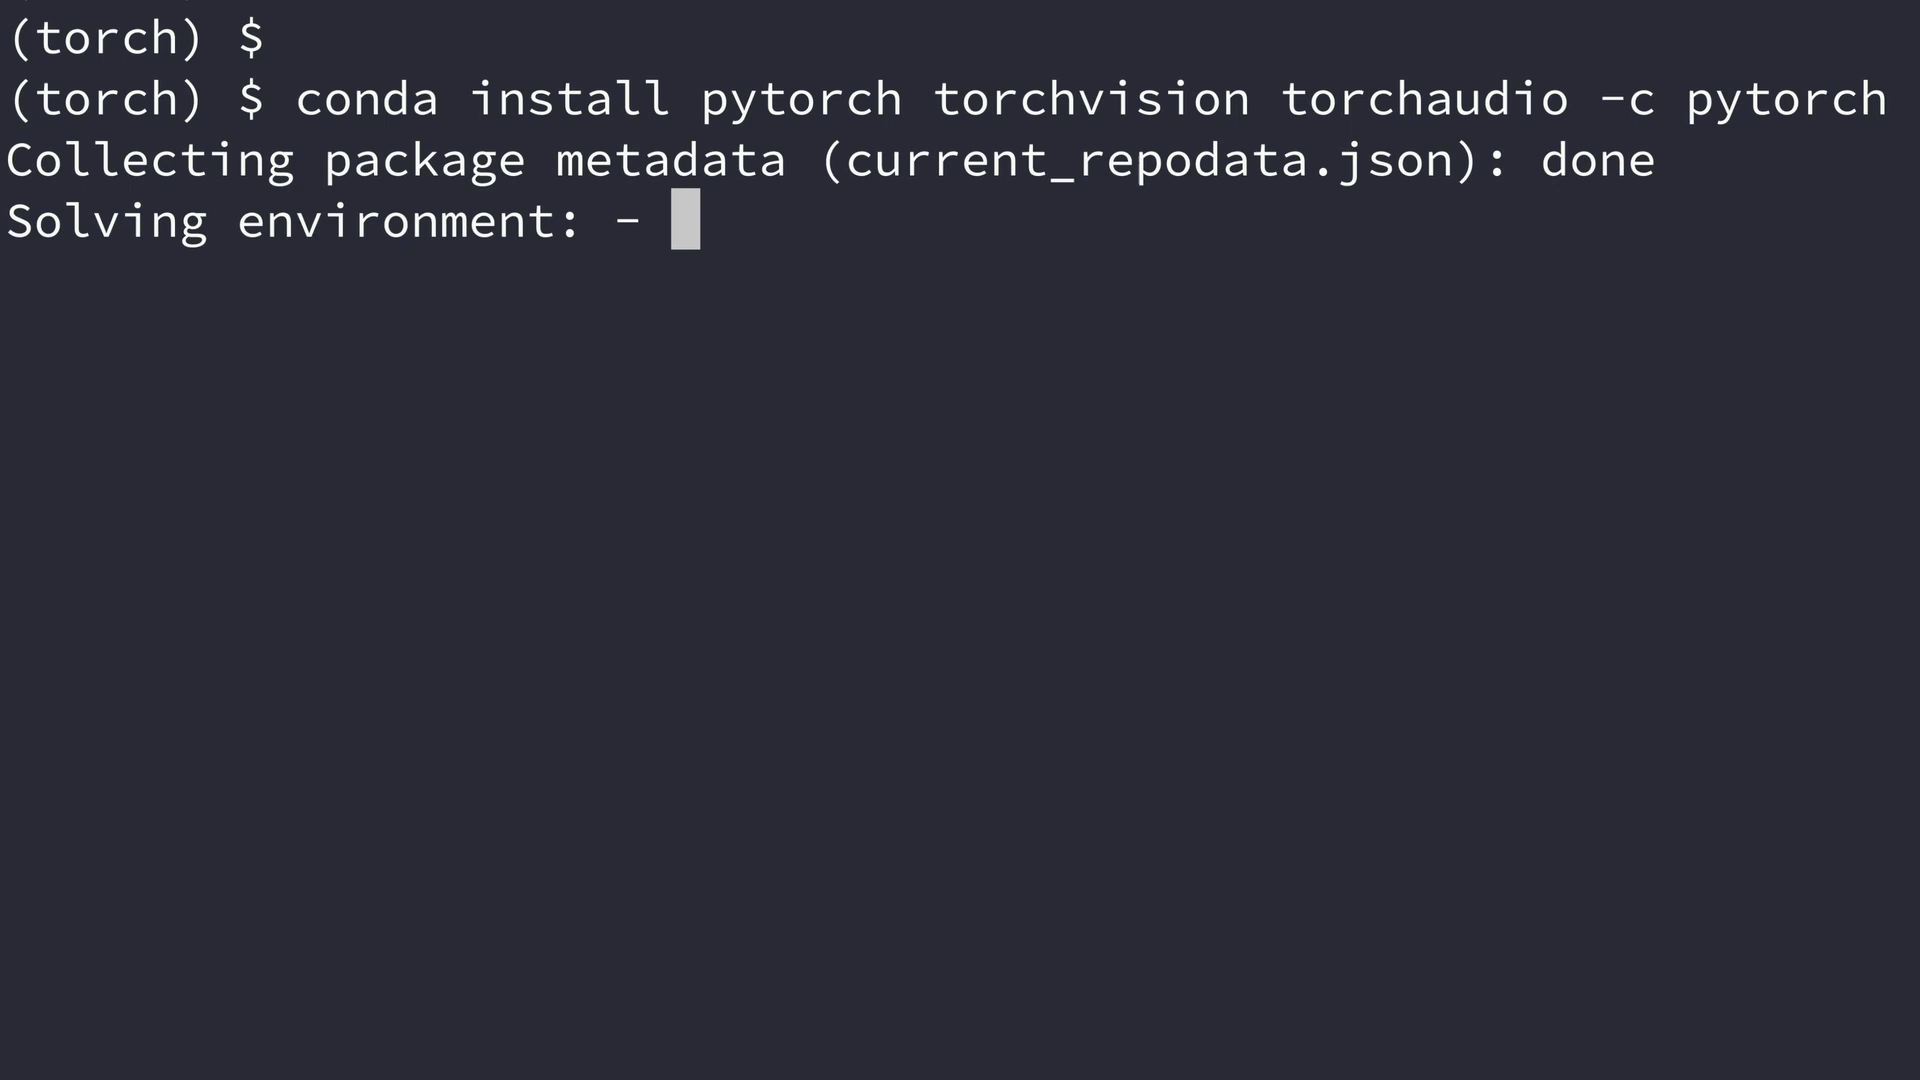 (torch) $
(torch) $ conda install pytorch torchvision torchaudio -c pytorch
Collecting package metadata (current_repodata.json): done
Solving environment: -